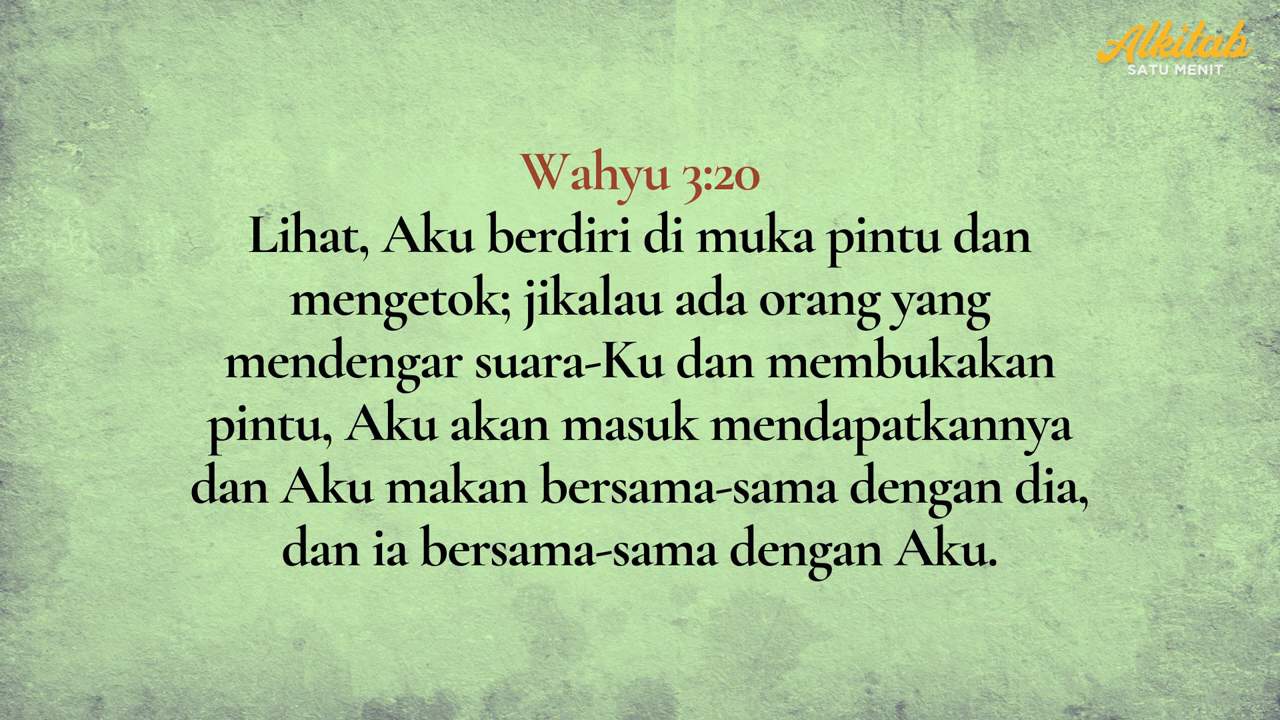 Alkitab
SATU MENIT
Wahyu 3:20
Lihat, Aku berdiri di muka pintu dan
mengetok; jikalau ada orang yang
mendengar suara-Ku dan membukakan
pintu, Aku akan masuk mendapatkannya
dan Aku makan bersama-sama dengan dia,
dan ia bersama-sama dengan Aku.